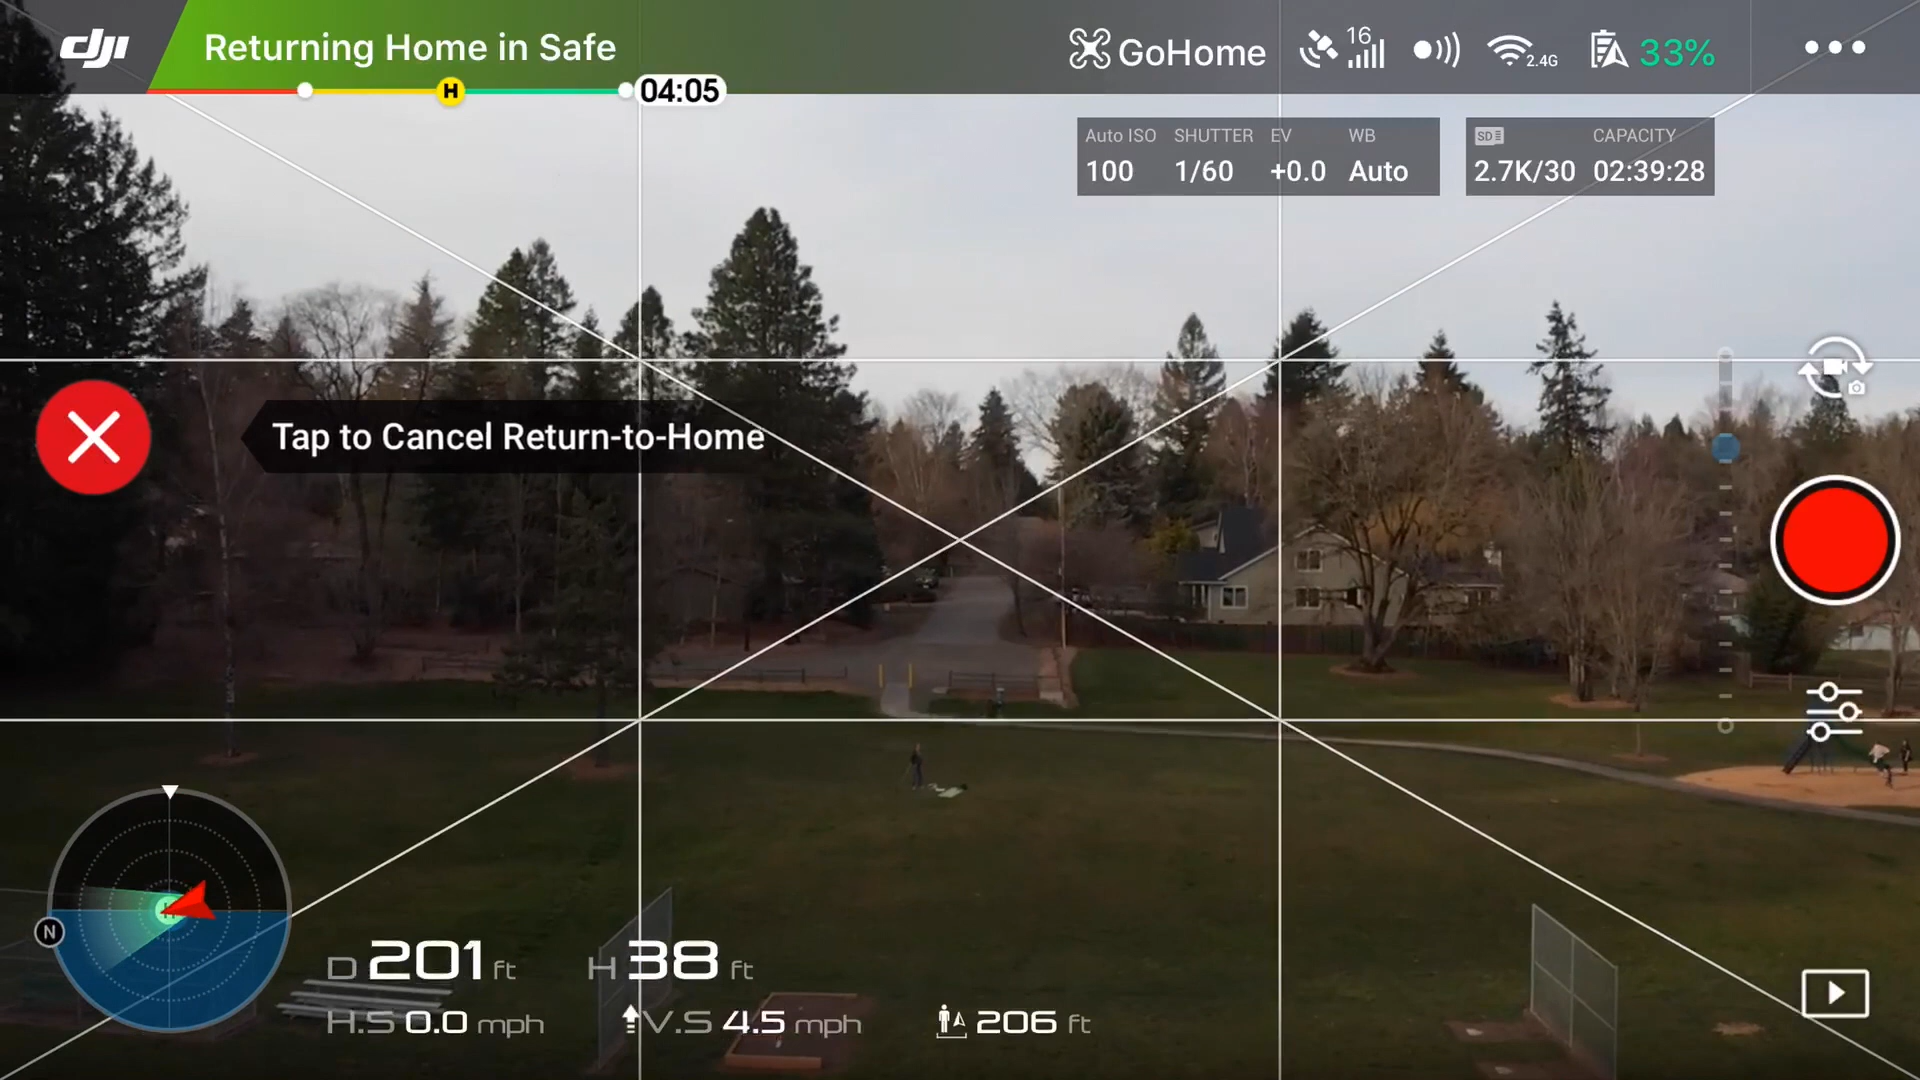 dji
Returning Home in Safe
GoHome
16
2.4G
33%
H
04:05
Auto ISO SHUTTER EV WB
100 1/60 +0.0 Auto
SD CAPACITY
2.7K/30 02:39:28
Tap to Cancel Return-to-Home
H
N
D 201 ft H 38 ft
H.S 0.0 mph V.S 4.5 mph 206 ft